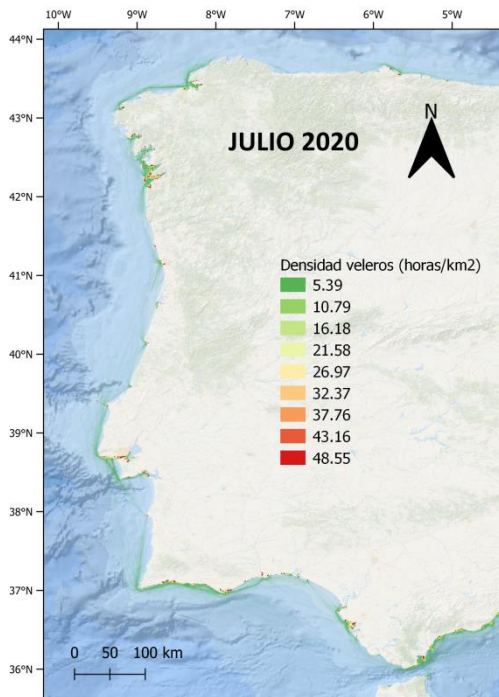 10°W 9°W 8°W 7°W 6°W 5°W
44°N
43°N
N
JULIO 2020
42°N
41°N
Densidad veleros (horas/km2)
5.39
10.79
16.18
21.58
40°N
26.97
32.37
37.76
43.16
39°N
48.55
38°N
37°N
0 50 100 km
36°N